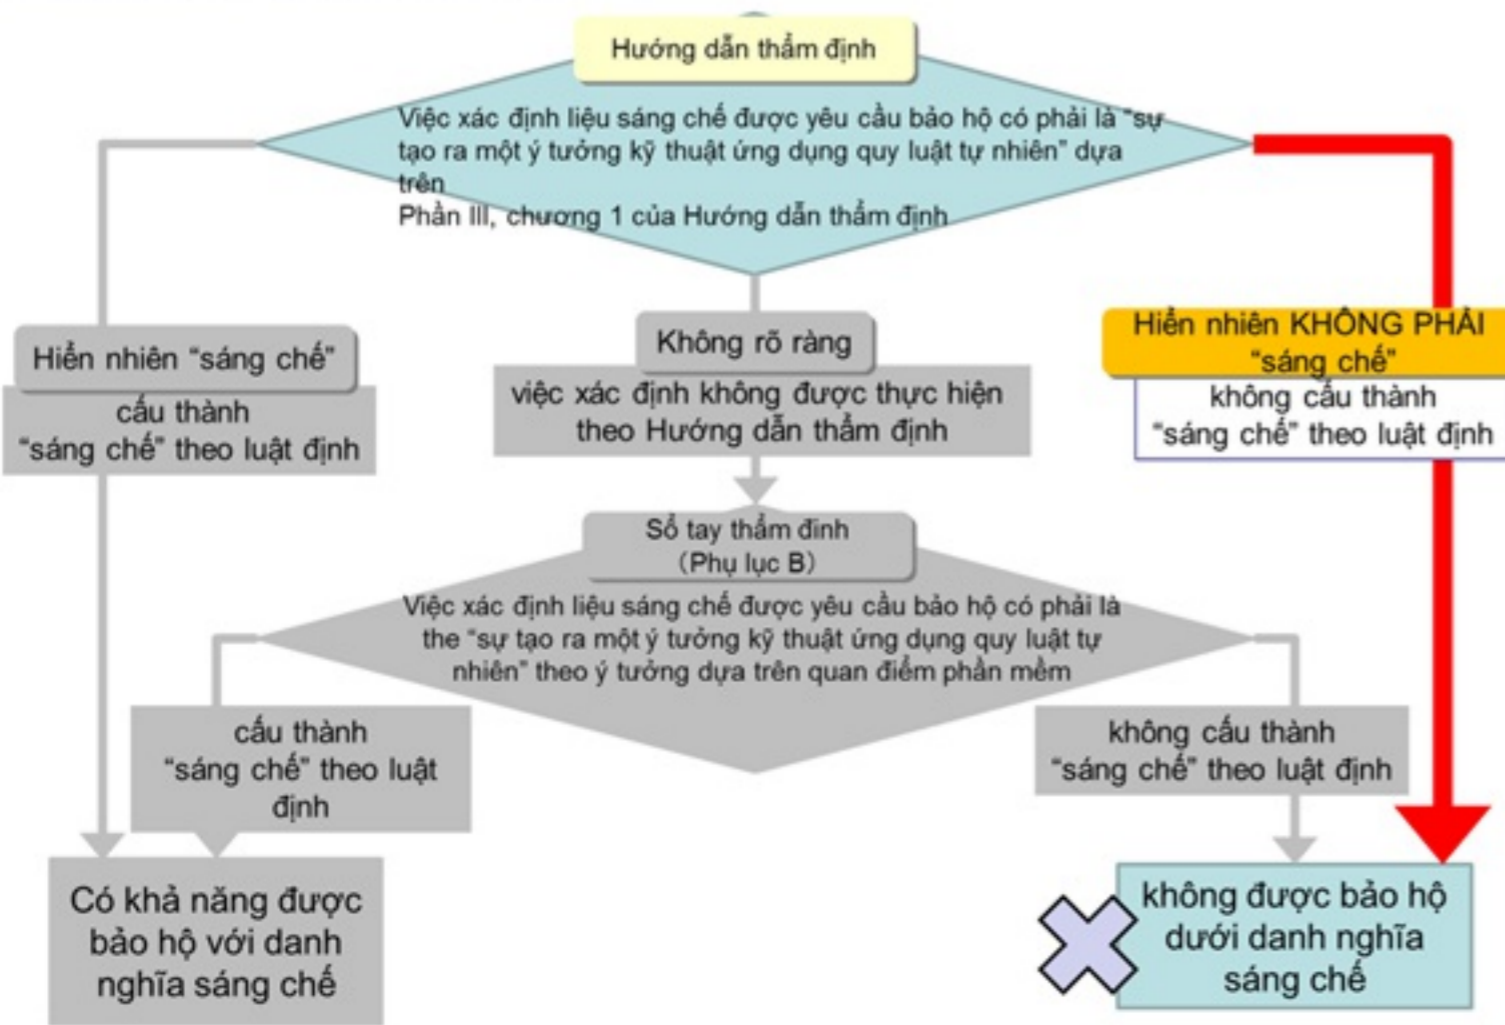 Hướng dẫn thẩm định
Việc xác định liệu sáng chế được yêu cầu bảo hộ có phải là “sự
tạo ra một ý tưởng kỹ thuật ứng dụng quy luật tự nhiên” dựa
trên
Phần III, chương 1 của Hướng dẫn thẩm định
Hiển nhiên “sáng chế”
cấu thành
“sáng chế” theo luật định
Không rõ ràng
việc xác định không được thực hiện
theo Hướng dẫn thẩm định
Hiển nhiên KHÔNG PHẢI
“sáng chế”
không cấu thành
“sáng chế” theo luật định
Sổ tay thẩm đinh
(Phụ lục B)
Việc xác định liệu sáng chế được yêu cầu bảo hộ có phải là
the “sự tạo ra một ý tưởng kỹ thuật ứng dụng quy luật tự
nhiên” theo ý tưởng dựa trên quan điểm phần mềm
cấu thành
“sáng chế” theo luật
định
không cấu thành
“sáng chế” theo luật định
Có khả năng được
bảo hộ với danh
nghĩa sáng chế
không được bảo hộ
dưới danh nghĩa
sáng chế